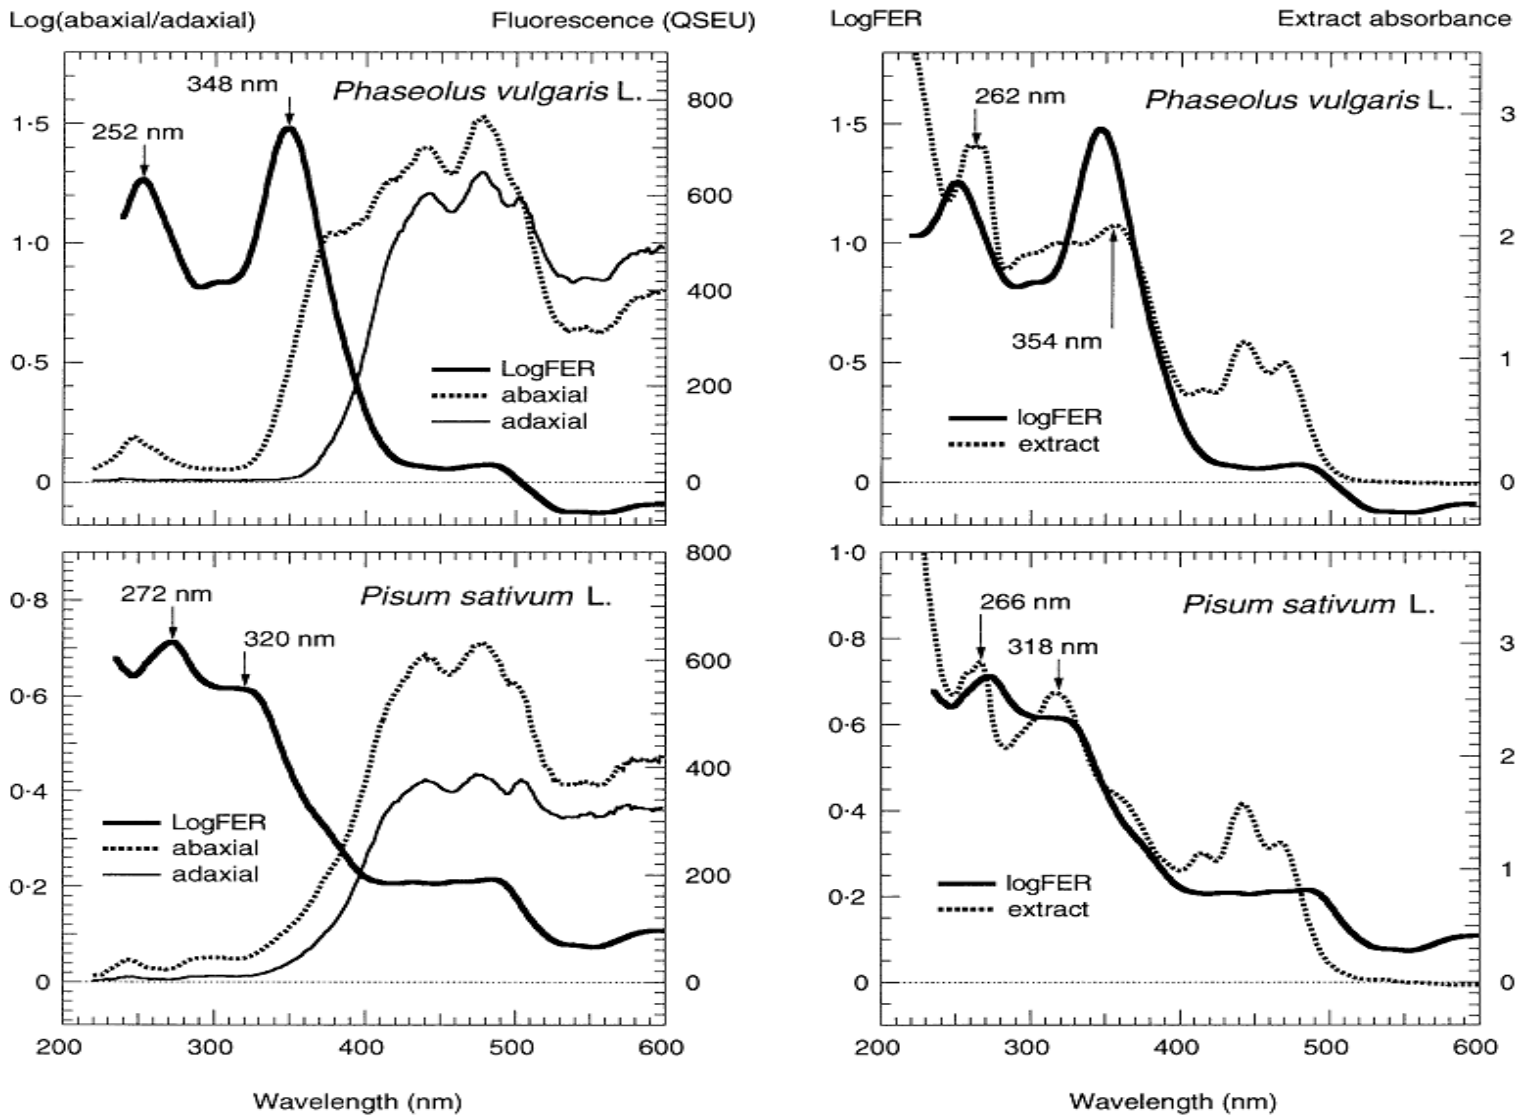 Log(abaxial/adaxial) Fluorescence (QSEU)
348 nm
Phaseolus vulgaris L.
252 nm
800
1·5
600
1·0
400
0·5
LogFER
abaxial
adaxial
200
0
0
LogFER Extract absorbance
262 nm
Phaseolus vulgaris L.
3
1·5
1·0
2
354 nm
0·5
1
logFER
extract
0
0
800
272 nm
Pisum sativum L.
0·8
320 nm
600
0·6
400
0·4
LogFER
abaxial
adaxial
200
0·2
0
0
200 300 400 500 600
Wavelength (nm)
1·0
266 nm
Pisum sativum L.
0·8
318 nm
3
0·6
2
0·4
logFER
extract
1
0·2
0
0
200 300 400 500 600
Wavelength (nm)